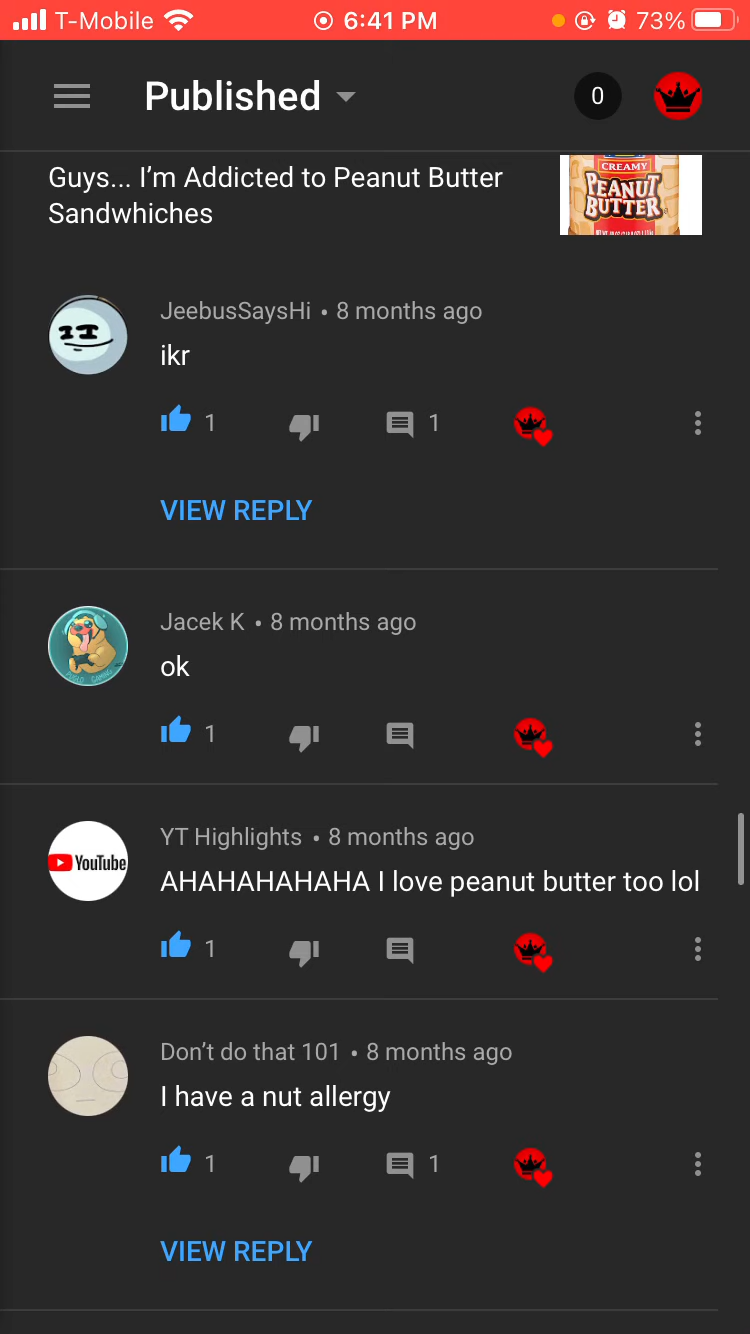 T-Mobile 6:41 PM 73%
Published 0
Guys... I’m Addicted to Peanut Butter
Sandwhiches
CREAMY
PEANUT
BUTTER
JeebusSaysHi • 8 months ago
ikr
1 1
VIEW REPLY
Jacek K • 8 months ago
ok
1
YT Highlights • 8 months ago
YouTube
AHAHAHAHAHA I love peanut butter too lol
1
Don’t do that 101 • 8 months ago
I have a nut allergy
1 1
VIEW REPLY